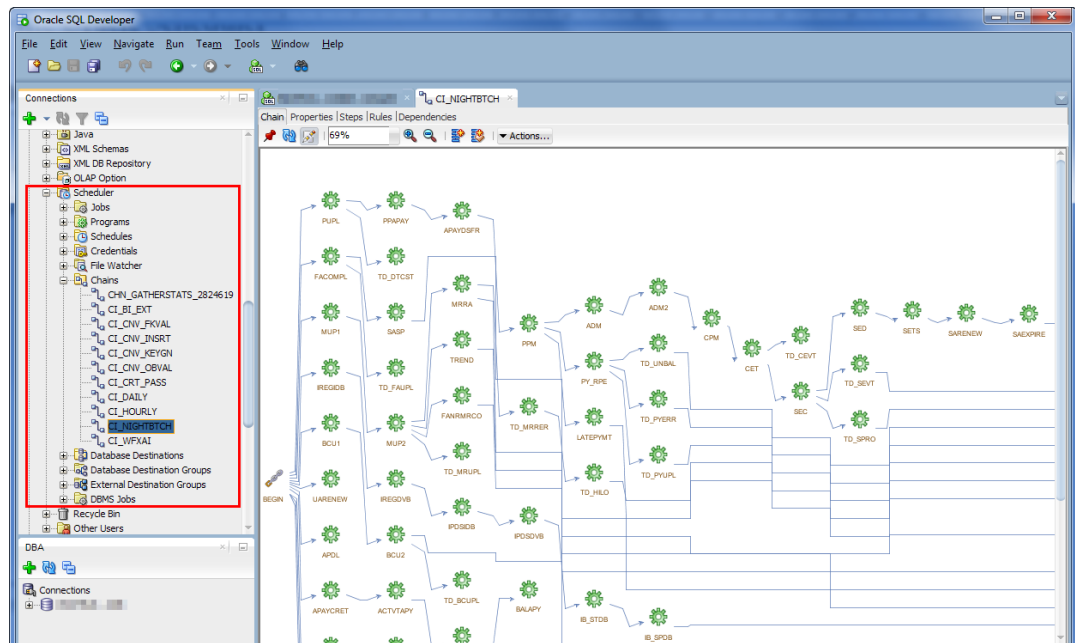 Oracle SQL Developer
File Edit View Navigate Run Team Tools Window Help
Connections
CI_NIGHTBTCH
Chain Properties Steps Rules Dependencies
69% Actions...
Java
XML Schemas
XML DB Repository
OLAP Option
Scheduler
Jobs
Programs
Schedules
Credentials
File Watcher
Chains
CHN_GATHERSTATS_2824619
CI_BI_EXT
CI_CNV_FKVAL
CI_CNV_INSRT
CI_CNV_KEYGN
CI_CNV_OBVAL
CI_CRT_PASS
CI_DAILY
CI_HOURLY
CI_NIGHTBTCH
CI_WFXAI
Database Destinations
Database Destination Groups
External Destination Groups
DBMS Jobs
Recycle Bin
Other Users
DBA
Connections
PUPL PPAPAY APAYDSFR
FACOMPL TD_DTCST
MRRA ADM ADM2
MUP1 SASP PPM CPM SED SETS SARENEW SAEXPIRE
TREND TD_UNBAL CET TD_CEVT
IREGIDB TD_FAUPL PY_RPE SEC TD_SEVT
FANRMRCO TD_MRRER LATEPYMT TD_PYERR TD_SPRO
BCU1 MUP2
TD_MRUPL TD_HILO TD_PYUPL
BEGIN UARENEW IREGDVB
IPDSIDB IPDSDVB
APDL BCU2
TD_BCUPL BALAPY
APAYCRET ACTVTAPY IB_STDB IB_SPDB